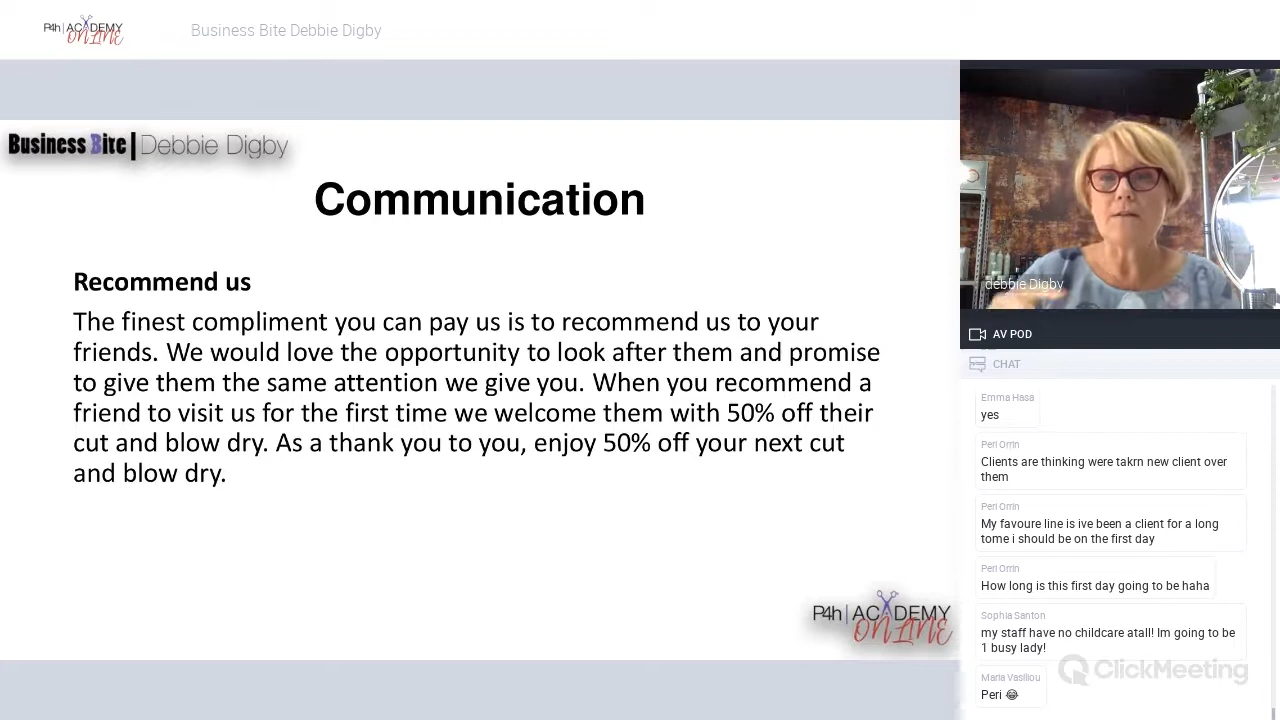 P4h | ACADEMY
onLINE
Business Bite Debbie Digby
Business Bite | Debbie Digby
Communication
Recommend us
The finest compliment you can pay us is to recommend us to your
friends. We would love the opportunity to look after them and promise
to give them the same attention we give you. When you recommend a
friend to visit us for the first time we welcome them with 50% off their
cut and blow dry. As a thank you to you, enjoy 50% off your next cut
and blow dry.
P4h | ACADEMY
onLINE
debbie Digby
AV POD
CHAT
Emma Hasa
yes
Peri Orrin
Clients are thinking were takrn new client over
them
Peri Orrin
My favoure line is ive been a client for a long
tome i should be on the first day
Peri Orrin
How long is this first day going to be haha
Sophia Santon
my staff have no childcare atall! Im going to be
1 busy lady!
Maria Vasiliou
Peri 😂
ClickMeeting